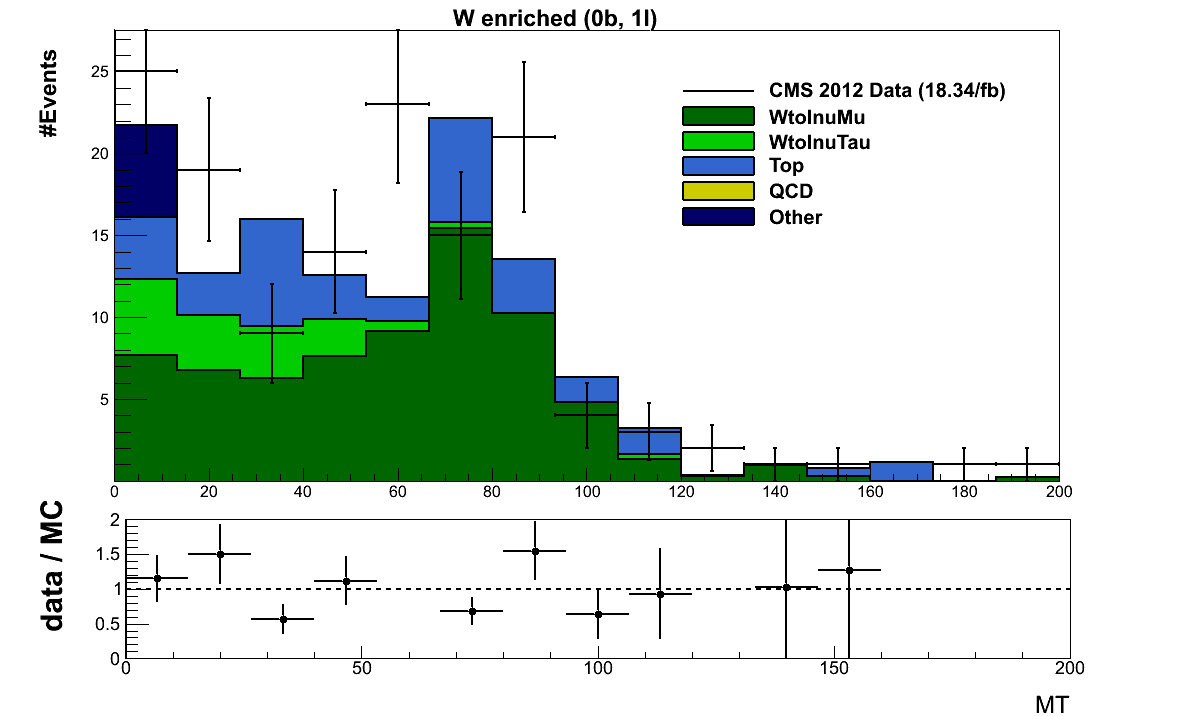 W enriched (0b, 1l)
#Events
25
20
15
10
5
0 20 40 60 80 100 120 140 160 180 200
CMS 2012 Data (18.34/fb)
WtolnuMu
WtolnuTau
Top
QCD
Other
data / MC
2
1.5
1
0.5
0
0 50 100 150 200
MT